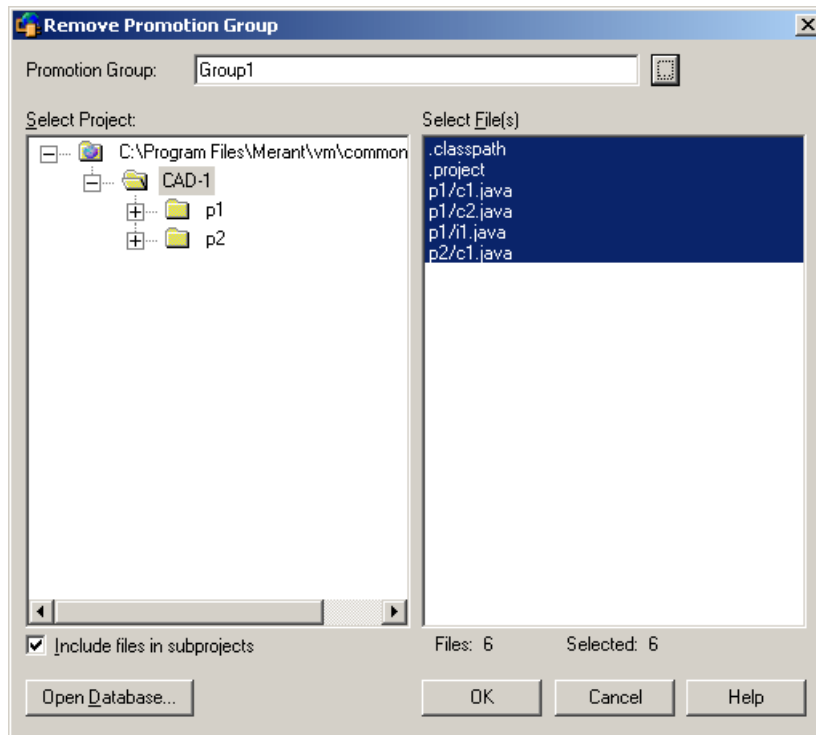 Remove Promotion Group
Promotion Group: Group1
Select Project:
C:\Program Files\Merant\vm\common
CAD-1
p1
p2
Select File(s)
.classpath
.project
p1/c1.java
p1/c2.java
p1/i1.java
p2/c1.java
Include files in subprojects
Files: 6 Selected: 6
Open Database... OK Cancel Help